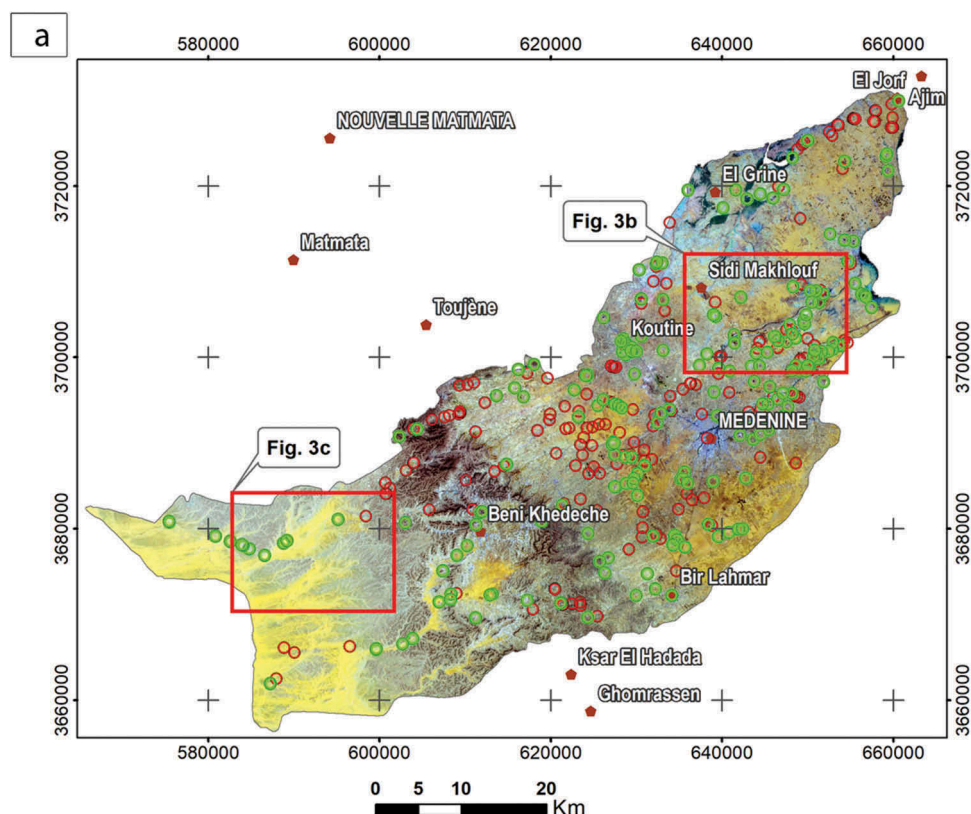 a
580000 600000 620000 640000 660000
El Jorf
Ajim
NOUVELLE MATMATA
3720000 3720000
El Grine
Fig. 3b
Matmata
Sidi Makhlouf
Toujène
Koutine
3700000 3700000
MEDENINE
Fig. 3c
Beni Khedeche
3680000 3680000
Bir Lahmar
Ksar El Hadada
Ghomrassen
3660000 3660000
580000 600000 620000 640000 660000
0 5 10 20
Km